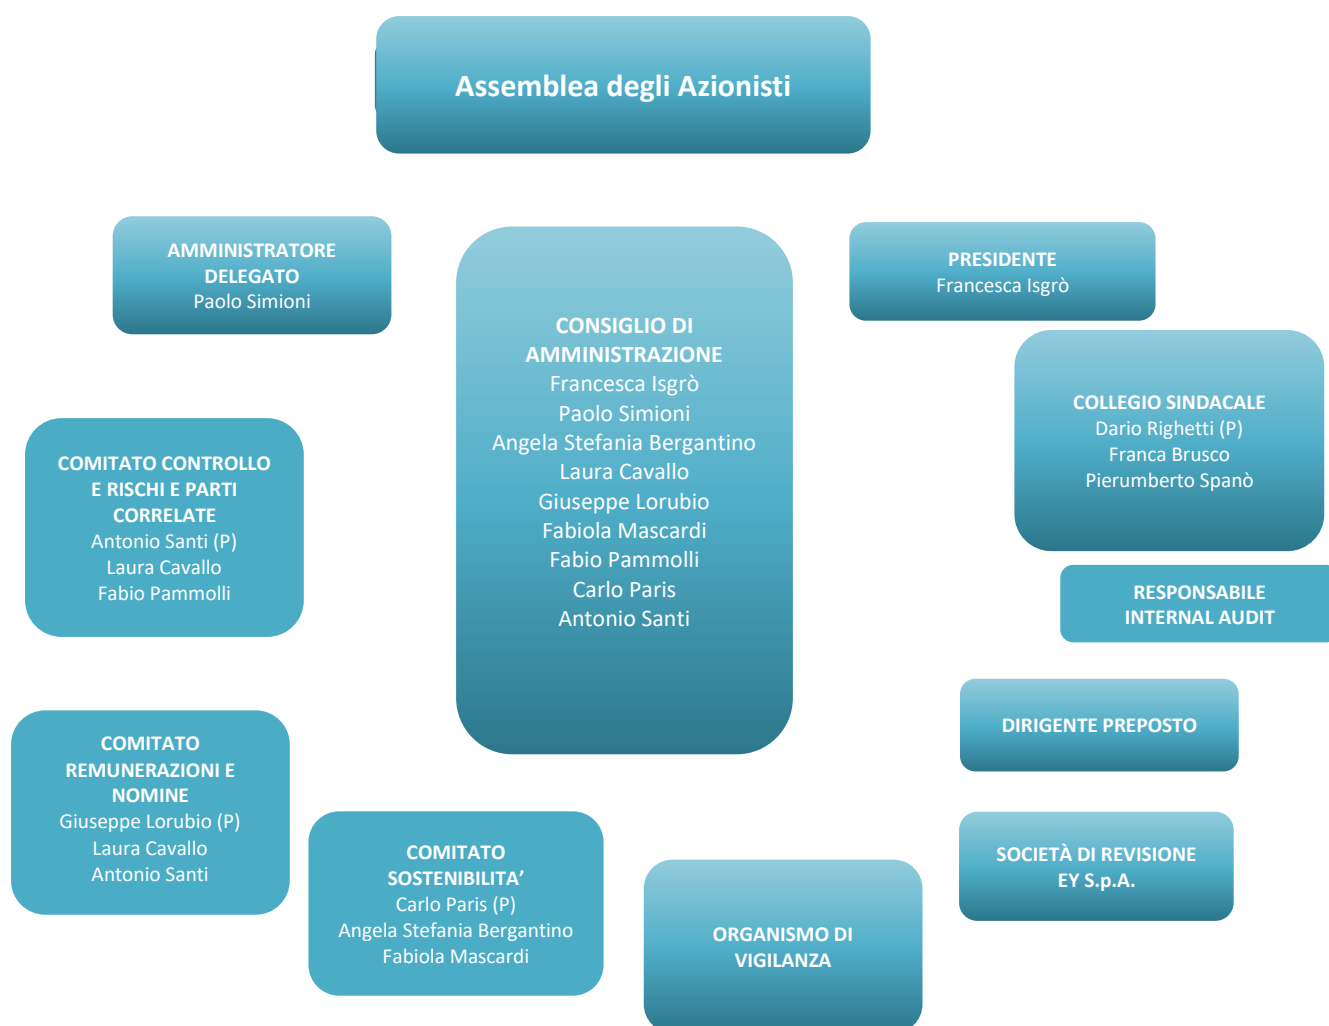 Assemblea degli Azionisti
AMMINISTRATORE
DELEGATO
Paolo Simioni
PRESIDENTE
Francesca Isgrò
CONSIGLIO DI
AMMINISTRAZIONE
Francesca Isgrò
Paolo Simioni
Angela Stefania Bergantino
Laura Cavallo
Giuseppe Lorubio
Fabiola Mascardi
Fabio Pammolli
Carlo Paris
Antonio Santi
COLLEGIO SINDACALE
Dario Righetti (P)
Franca Brusco
Pierumberto Spanò
COMITATO CONTROLLO
E RISCHI E PARTI
CORRELATE
Antonio Santi (P)
Laura Cavallo
Fabio Pammolli
RESPONSABILE
INTERNAL AUDIT
DIRIGENTE PREPOSTO
COMITATO
REMUNERAZIONI E
NOMINE
Giuseppe Lorubio (P)
Laura Cavallo
Antonio Santi
COMITATO
SOSTENIBILITA’
Carlo Paris (P)
Angela Stefania Bergantino
Fabiola Mascardi
SOCIETÀ DI REVISIONE
EY S.p.A.
ORGANISMO DI
VIGILANZA